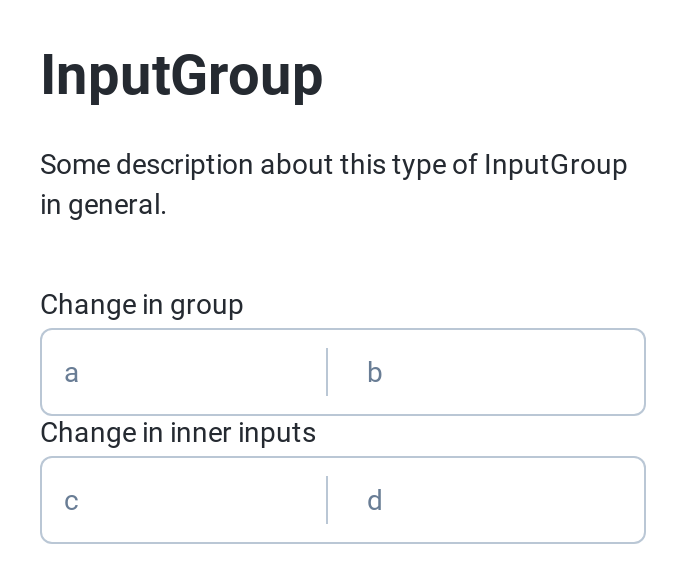 InputGroup
Some description about this type of InputGroup
in general.
Change in group
a b
Change in inner inputs
c d